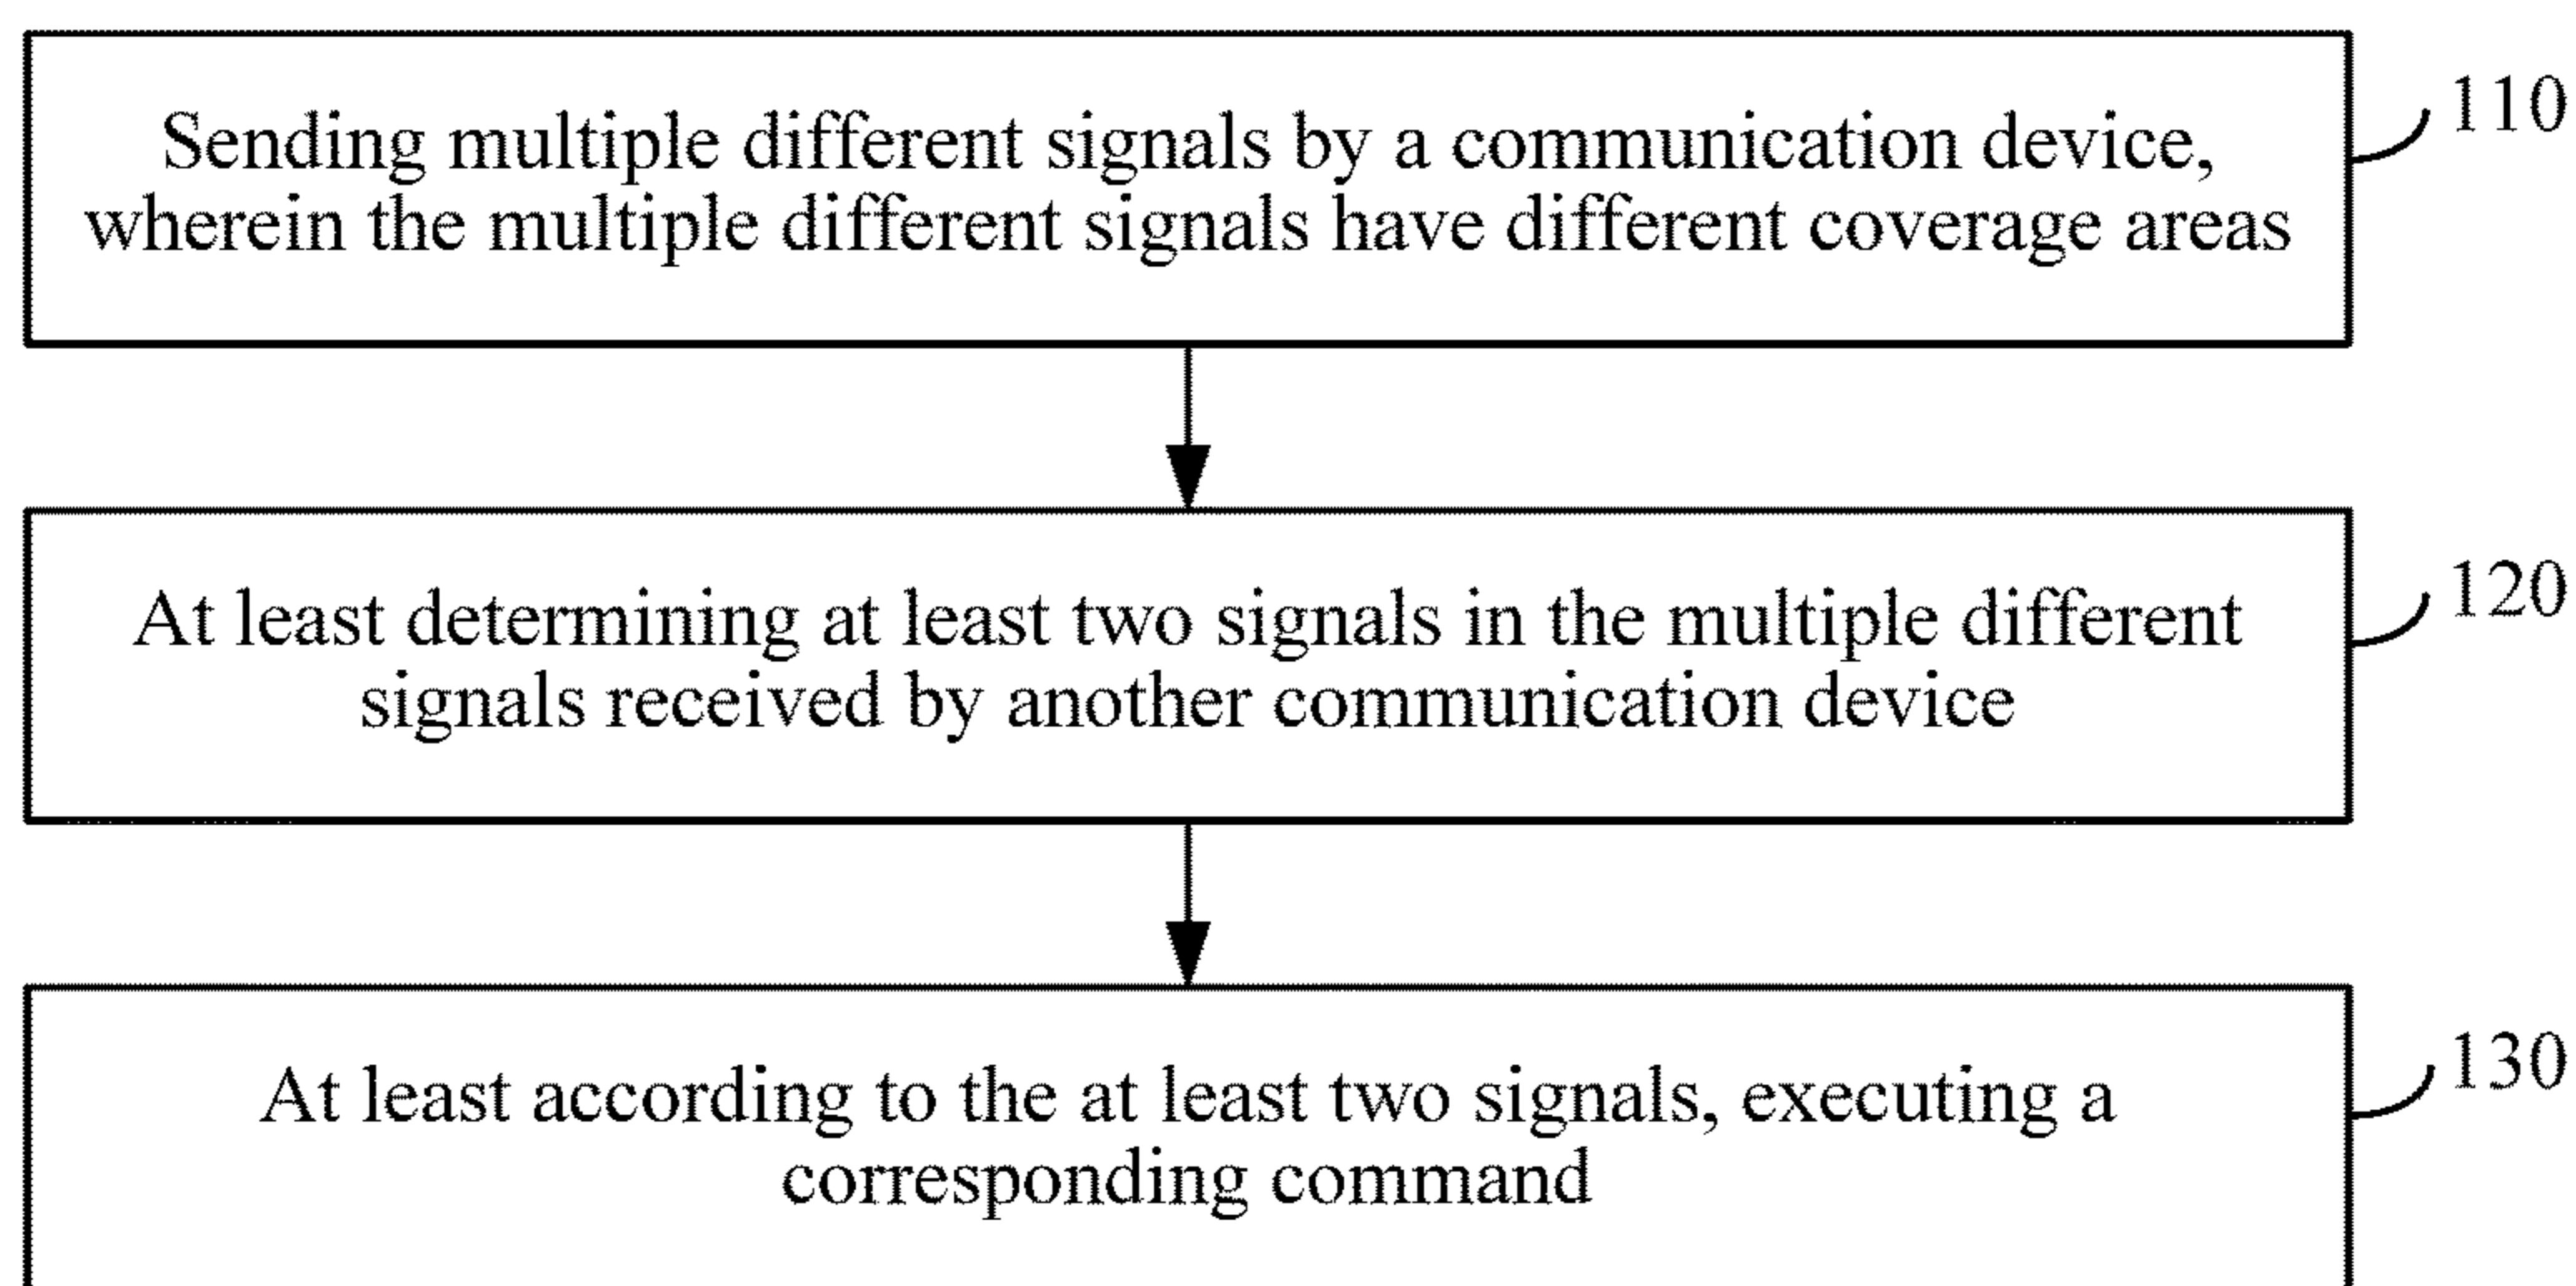 Sending multiple different signals by a communication device,
wherein the multiple different signals have different coverage areas
110
At least determining at least two signals in the multiple different
signals received by another communication device
120
At least according to the at least two signals, executing a
corresponding command
130